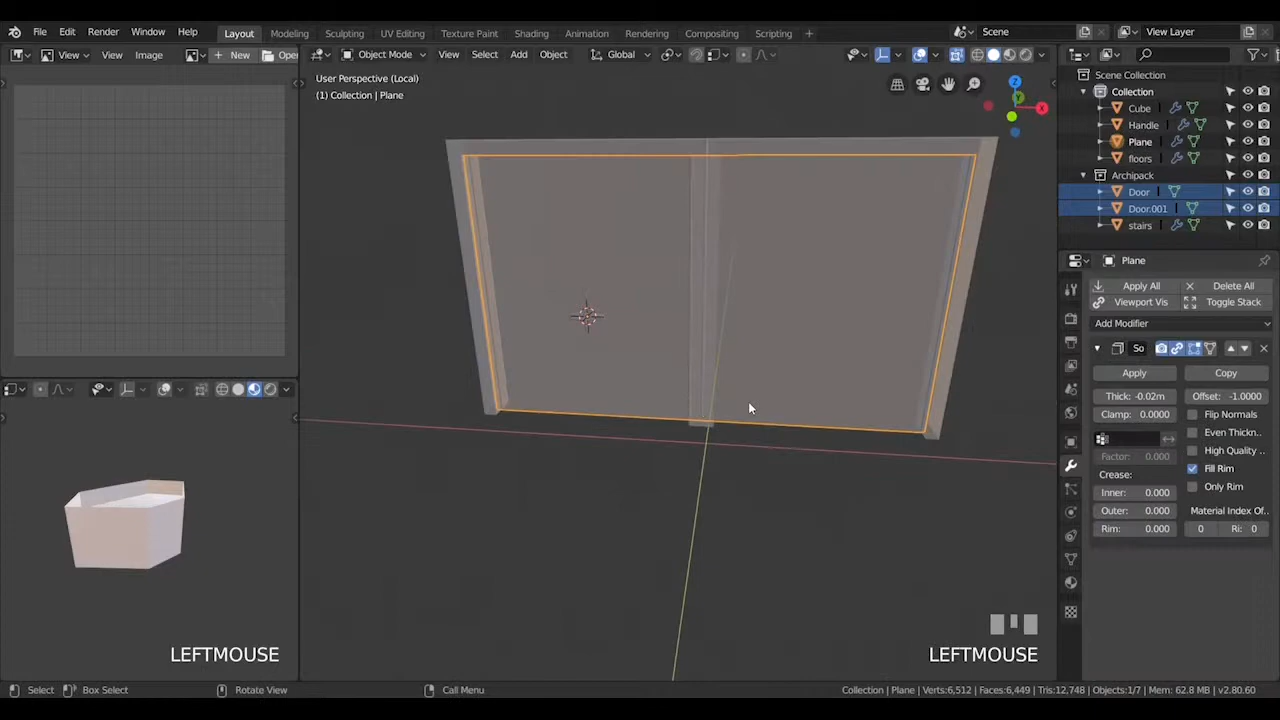 File Edit Render Window Help Layout Modeling Sculpting UV Editing Texture Paint Shading Animation Rendering Compositing Scripting + Scene View Layer
View View Image New Open
Object Mode View Select Add Object Global
User Perspective (Local)
(1) Collection | Plane
Z
Y
X
Scene Collection
Collection
Cube
Handle
Plane
floors
Archipack
Door
Door.001
stairs
Plane
Apply All Delete All
Viewport Vis Toggle Stack
Add Modifier
So
Apply Copy
Thick: -0.02m Offset: -1.0000
Clamp: 0.0000 Flip Normals
Even Thickn..
High Quality ..
Factor: 0.000 Fill Rim
Crease: Only Rim
Inner: 0.000
Outer: 0.000 Material Index Of..
Rim: 0.000 0 Ri: 0
LEFTMOUSE
LEFTMOUSE
Select Box Select Rotate View Call Menu Collection | Plane | Verts:6,512 | Faces:6,449 | Tris:12,748 | Objects:1/7 | Mem: 62.8 MB | v2.80.60